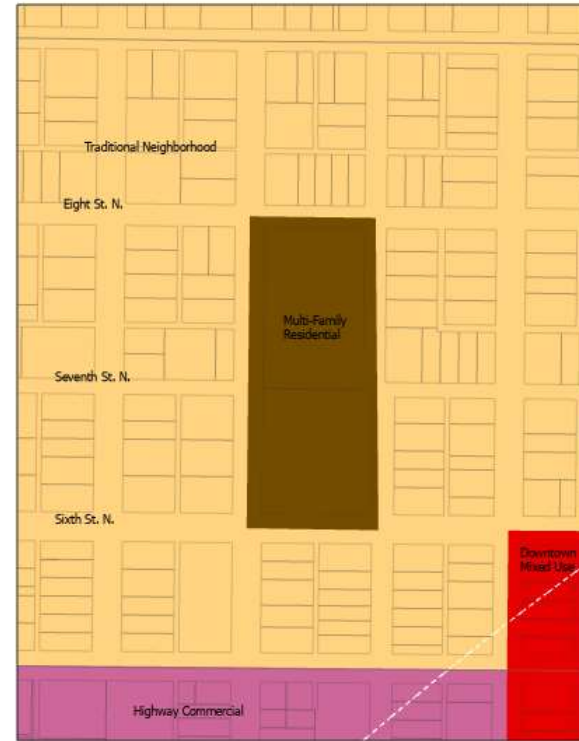 Traditional Neighborhood
Eight St. N.
Multi-Family
Residential
Seventh St. N.
Sixth St. N.
Downtown
Mixed Use
Highway Commercial